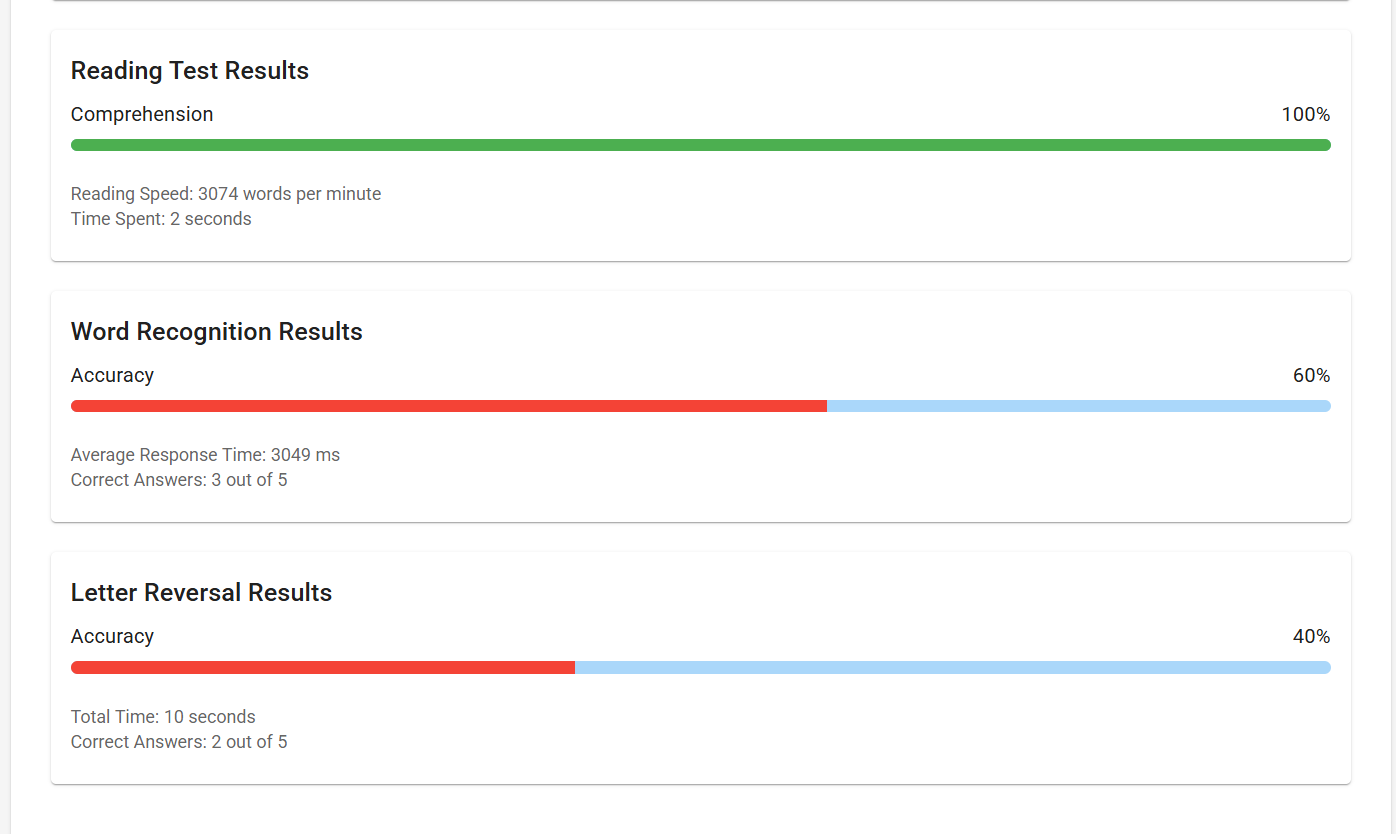 Reading Test Results
Comprehension 100%
Reading Speed: 3074 words per minute
Time Spent: 2 seconds
Word Recognition Results
Accuracy 60%
Average Response Time: 3049 ms
Correct Answers: 3 out of 5
Letter Reversal Results
Accuracy 40%
Total Time: 10 seconds
Correct Answers: 2 out of 5